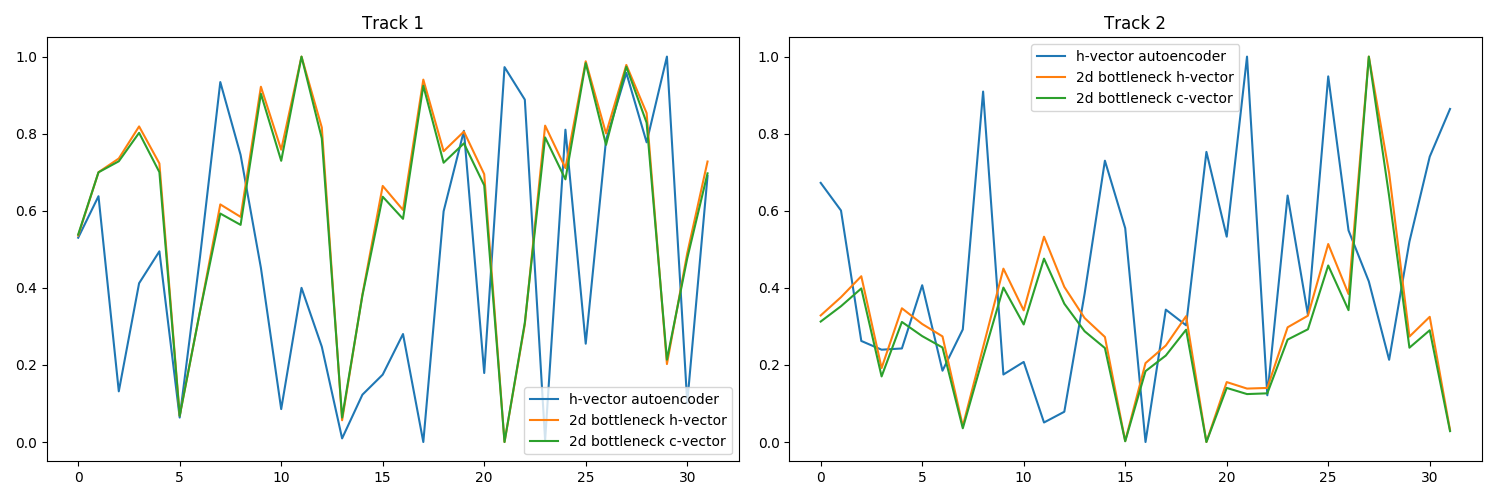 Track 1
1.0
0.8
0.6
0.4
0.2
0.0
h-vector autoencoder
2d bottleneck h-vector
2d bottleneck c-vector
0 5 10 15 20 25 30
Track 2
1.0
0.8
0.6
0.4
0.2
0.0
h-vector autoencoder
2d bottleneck h-vector
2d bottleneck c-vector
0 5 10 15 20 25 30